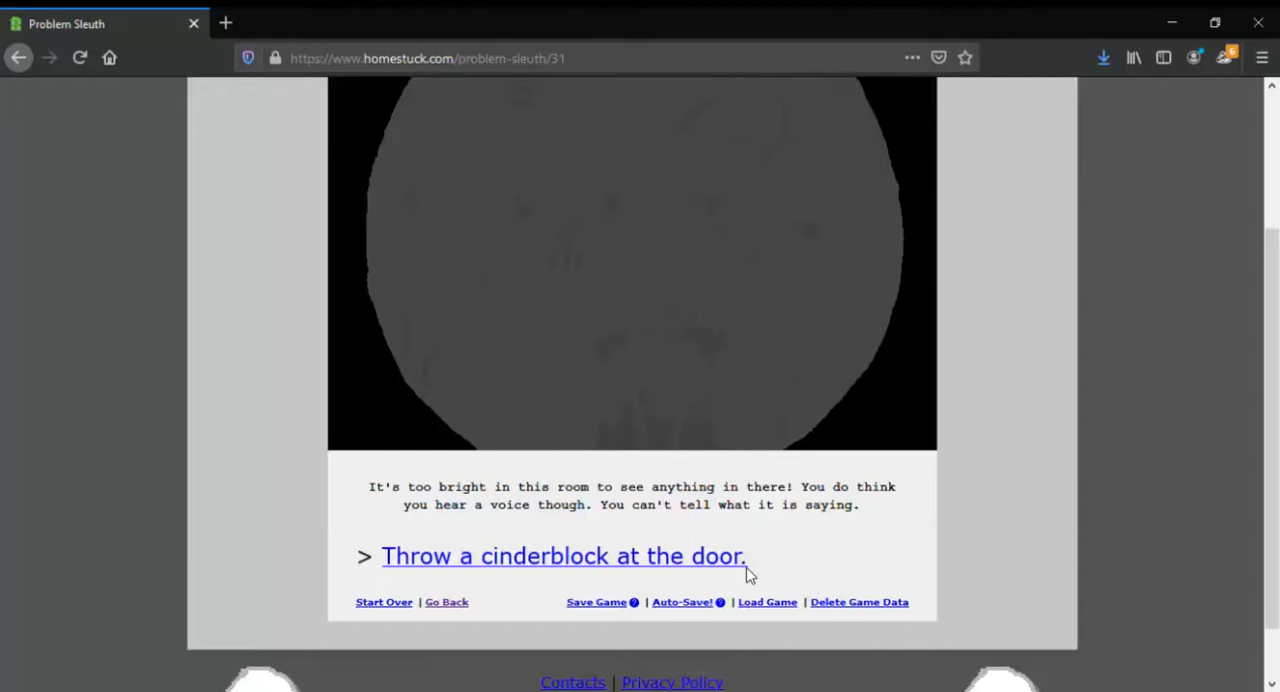 Problem Sleuth
https://www.homestuck.com/problem-sleuth/31
6
It's too bright in this room to see anything in there! You do think
you hear a voice though. You can't tell what it is saying.
> Throw a cinderblock at the door.
Start Over | Go Back Save Game ? | Auto-Save! ? | Load Game | Delete Game Data
Contacts | Privacy Policy